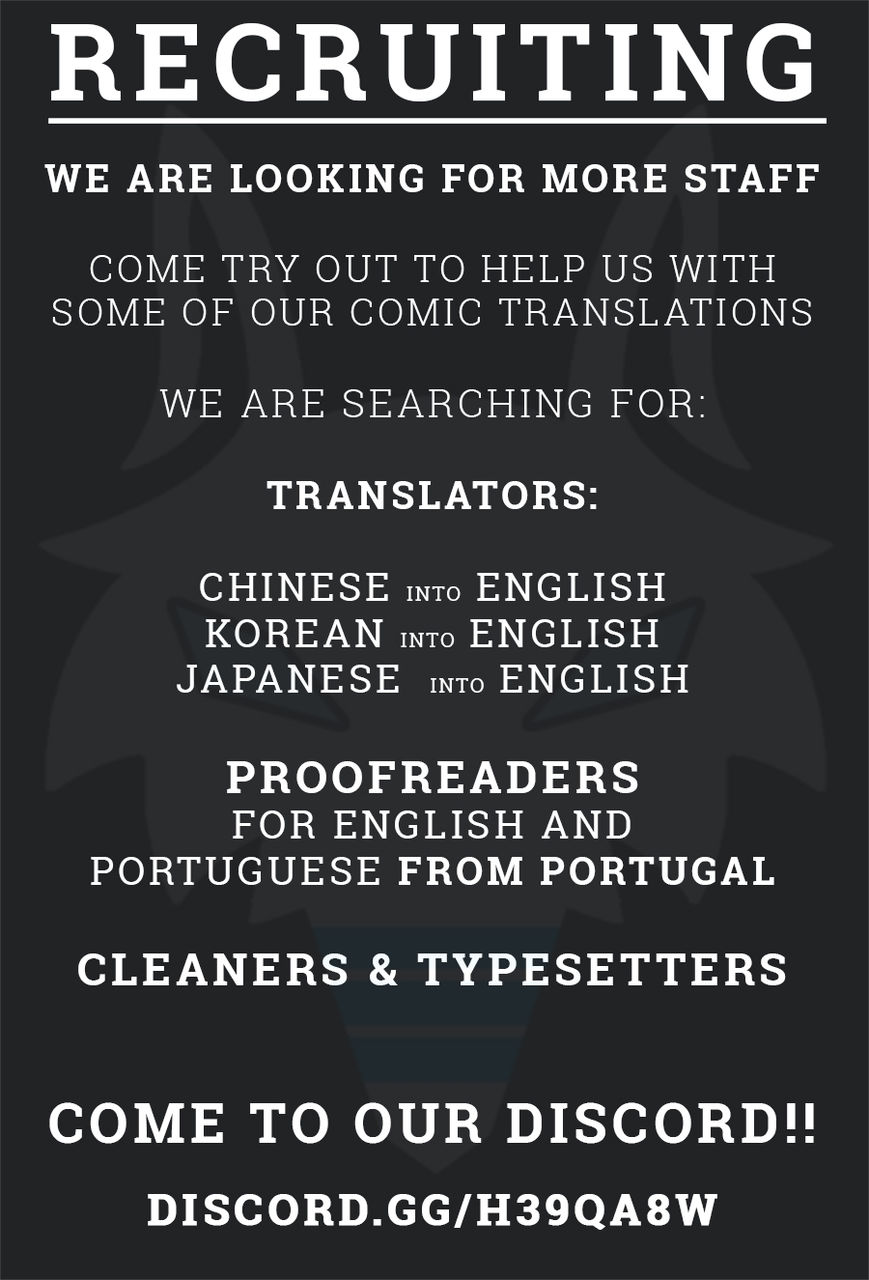 RECRUITING
WE ARE LOOKING FOR MORE STAFF
COME TRY OUT TO HELP US WITH
SOME OF OUR COMIC TRANSLATIONS
WE ARE SEARCHING FOR:
TRANSLATORS:
CHINESE INTO ENGLISH
KOREAN INTO ENGLISH
JAPANESE INTO ENGLISH
PROOFREADERS
FOR ENGLISH AND
PORTUGUESE FROM PORTUGAL
CLEANERS & TYPESETTERS
COME TO OUR DISCORD!!
DISCORD.GG/H39QA8W